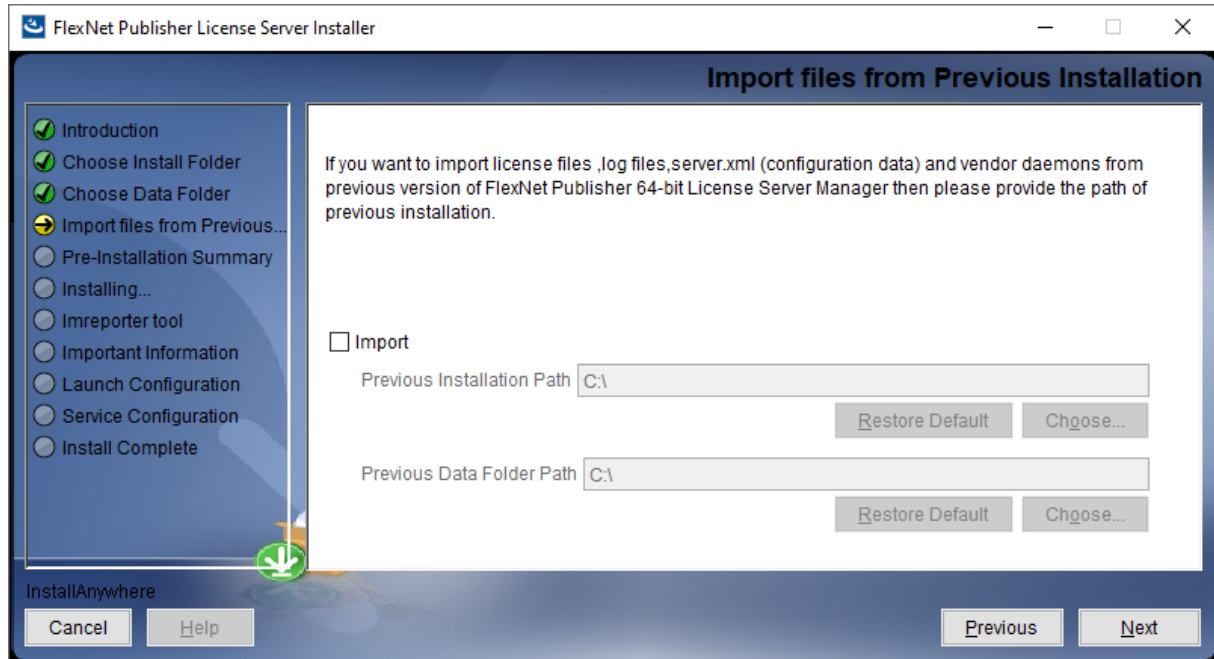 FlexNet Publisher License Server Installer
Import files from Previous Installation
Introduction
Choose Install Folder
Choose Data Folder
Import files from Previous...
Pre-Installation Summary
Installing...
lmreporter tool
Important Information
Launch Configuration
Service Configuration
Install Complete
If you want to import license files ,log files,server.xml (configuration data) and vendor daemons from
previous version of FlexNet Publisher 64-bit License Server Manager then please provide the path of
previous installation.
Import
Previous Installation Path C:\
Restore Default Choose...
Previous Data Folder Path C:\
Restore Default Choose...
InstallAnywhere
Cancel Help Previous Next